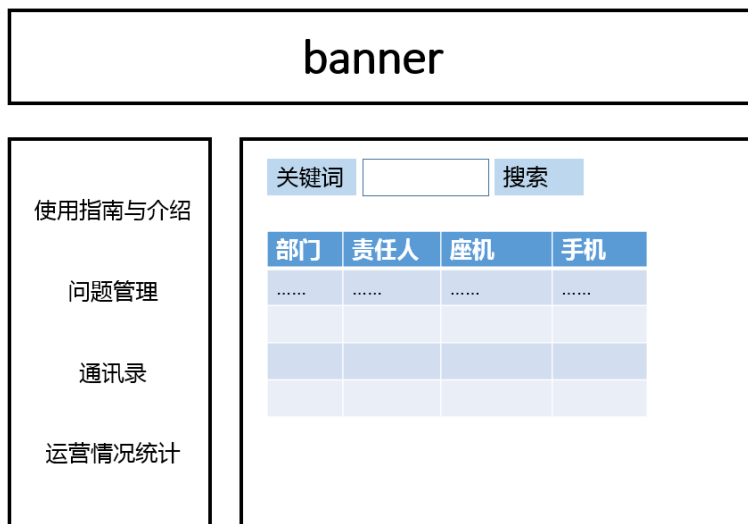 banner
使用指南与介绍
问题管理
通讯录
运营情况统计
关键词 搜索
部门 责任人 座机 手机
…… …… …… ……